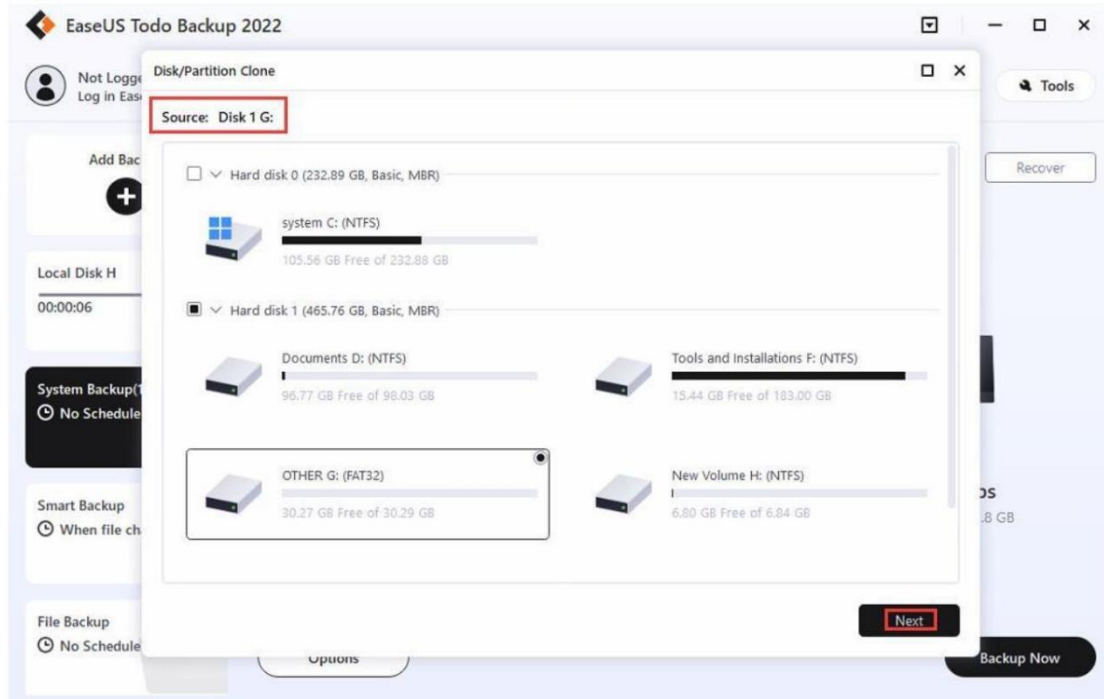 EaseUS Todo Backup 2022
Not Logge
Log in Eas
Tools
Disk/Partition Clone
Source: Disk 1 G:
Add Bac
Recover
Hard disk 0 (232.89 GB, Basic, MBR)
system C: (NTFS)
105.56 GB Free of 232.88 GB
Local Disk H
00:00:06
Hard disk 1 (465.76 GB, Basic, MBR)
Documents D: (NTFS)
96.77 GB Free of 98.03 GB
Tools and Installations F: (NTFS)
15.44 GB Free of 183.00 GB
System Backup(1
No Schedule
OTHER G: (FAT32)
30.27 GB Free of 30.29 GB
New Volume H: (NTFS)
6.80 GB Free of 6.84 GB
Smart Backup
When file ch
os
.8 GB
File Backup
No Schedule
Next
Options
Backup Now